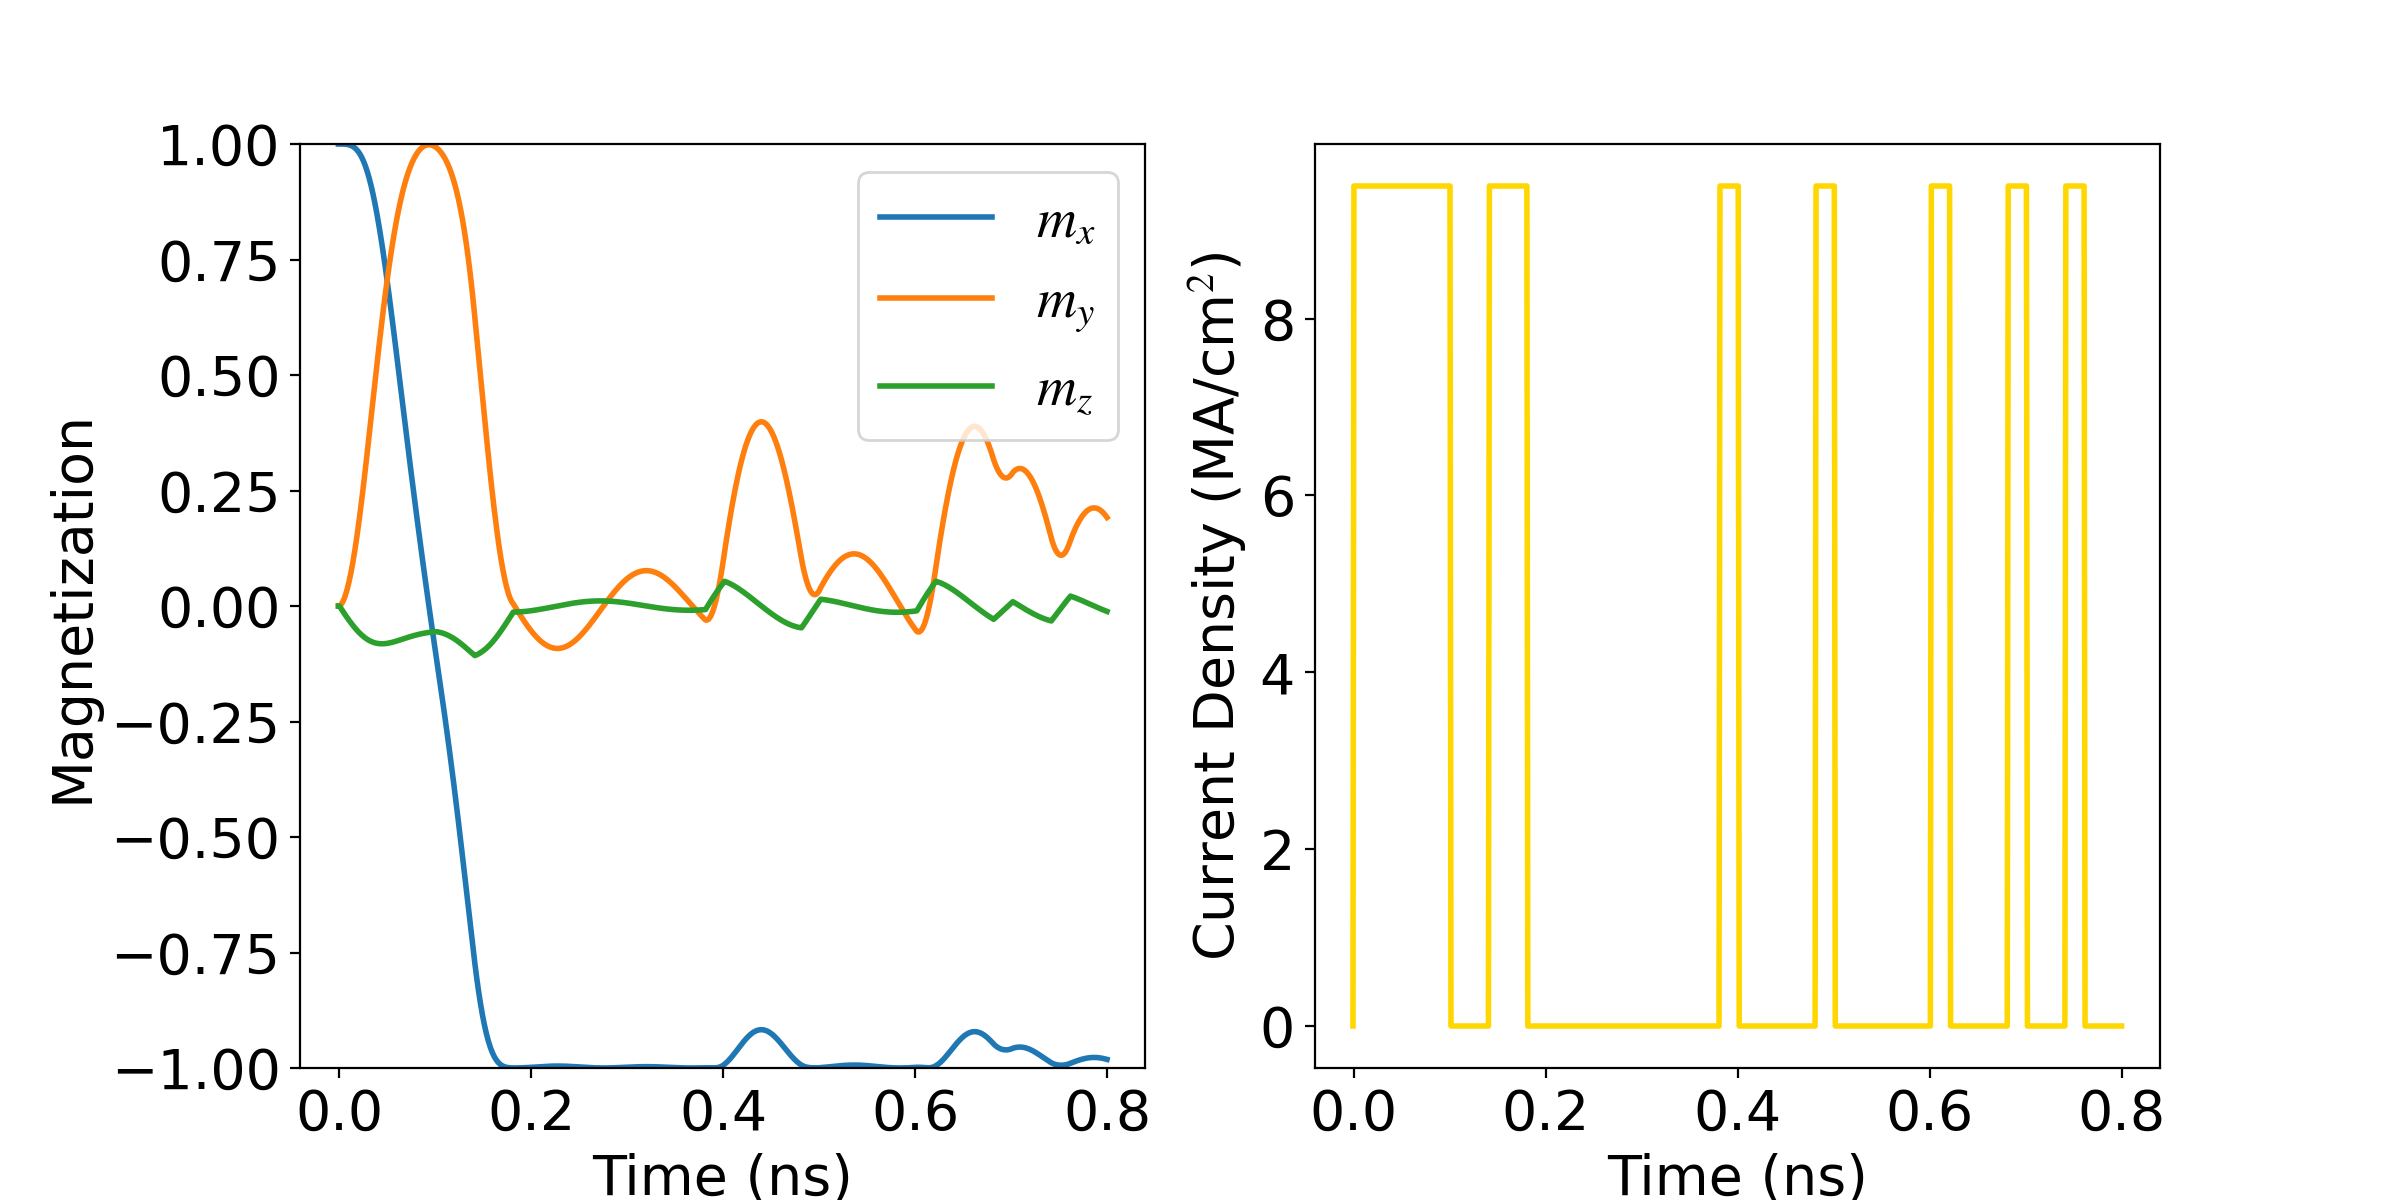 Magnetization
1.00
0.75
0.50
0.25
0.00
−0.25
−0.50
−0.75
−1.00
0.0 0.2 0.4 0.6 0.8
Time (ns)
m_x
m_y
m_z
Current Density (MA/cm²)
8
6
4
2
0
0.0 0.2 0.4 0.6 0.8
Time (ns)